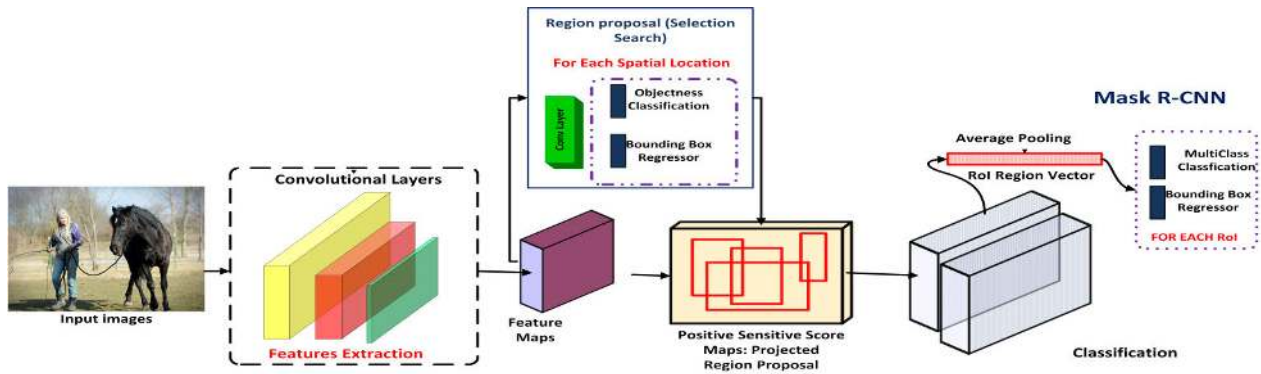 Region proposal (Selection
Search)
For Each Spatial Location
Conv Layer
Objectness
Classification
Bounding Box
Regressor
Mask R-CNN
Average Pooling
RoI Region Vector
MultiClass
Classfication
Bounding Box
Regressor
FOR EACH RoI
Convolutional Layers
Features Extraction
Input images
Feature
Maps
Positive Sensitive Score
Maps: Projected
Region Proposal
Classification